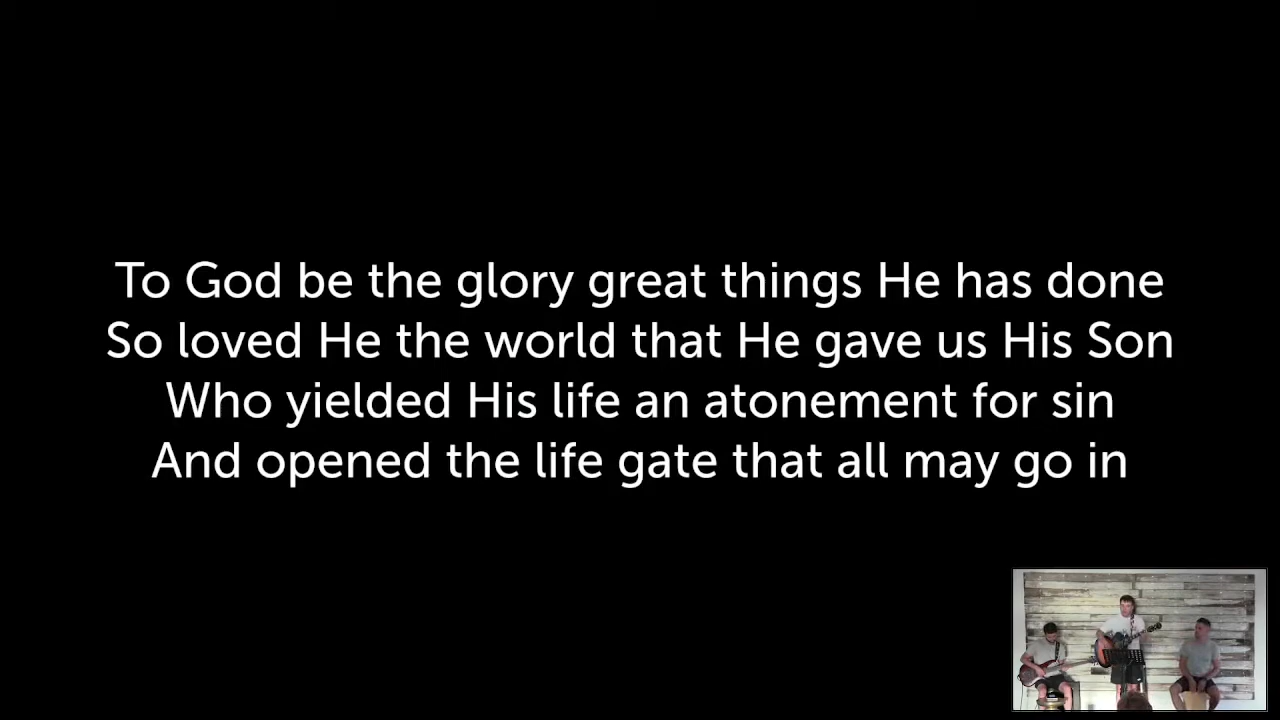 To God be the glory great things He has done
So loved He the world that He gave us His Son
Who yielded His life an atonement for sin
And opened the life gate that all may go in